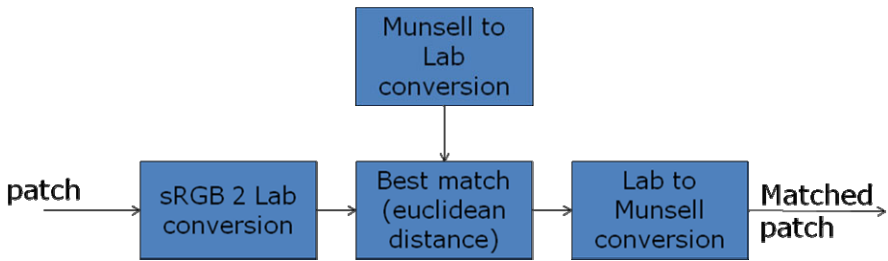 Munsell to
Lab
conversion
patch
sRGB 2 Lab
conversion
Best match
(euclidean
distance)
Lab to
Munsell
conversion
Matched
patch